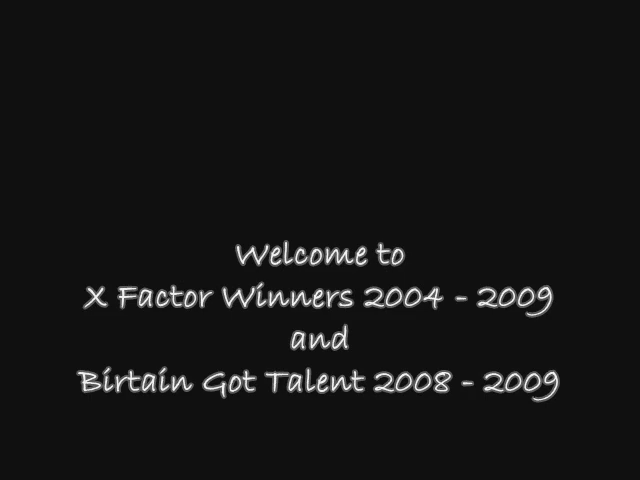 Welcome to
X Factor Winners 2004 - 2009
and
Birtain Got Talent 2008 - 2009